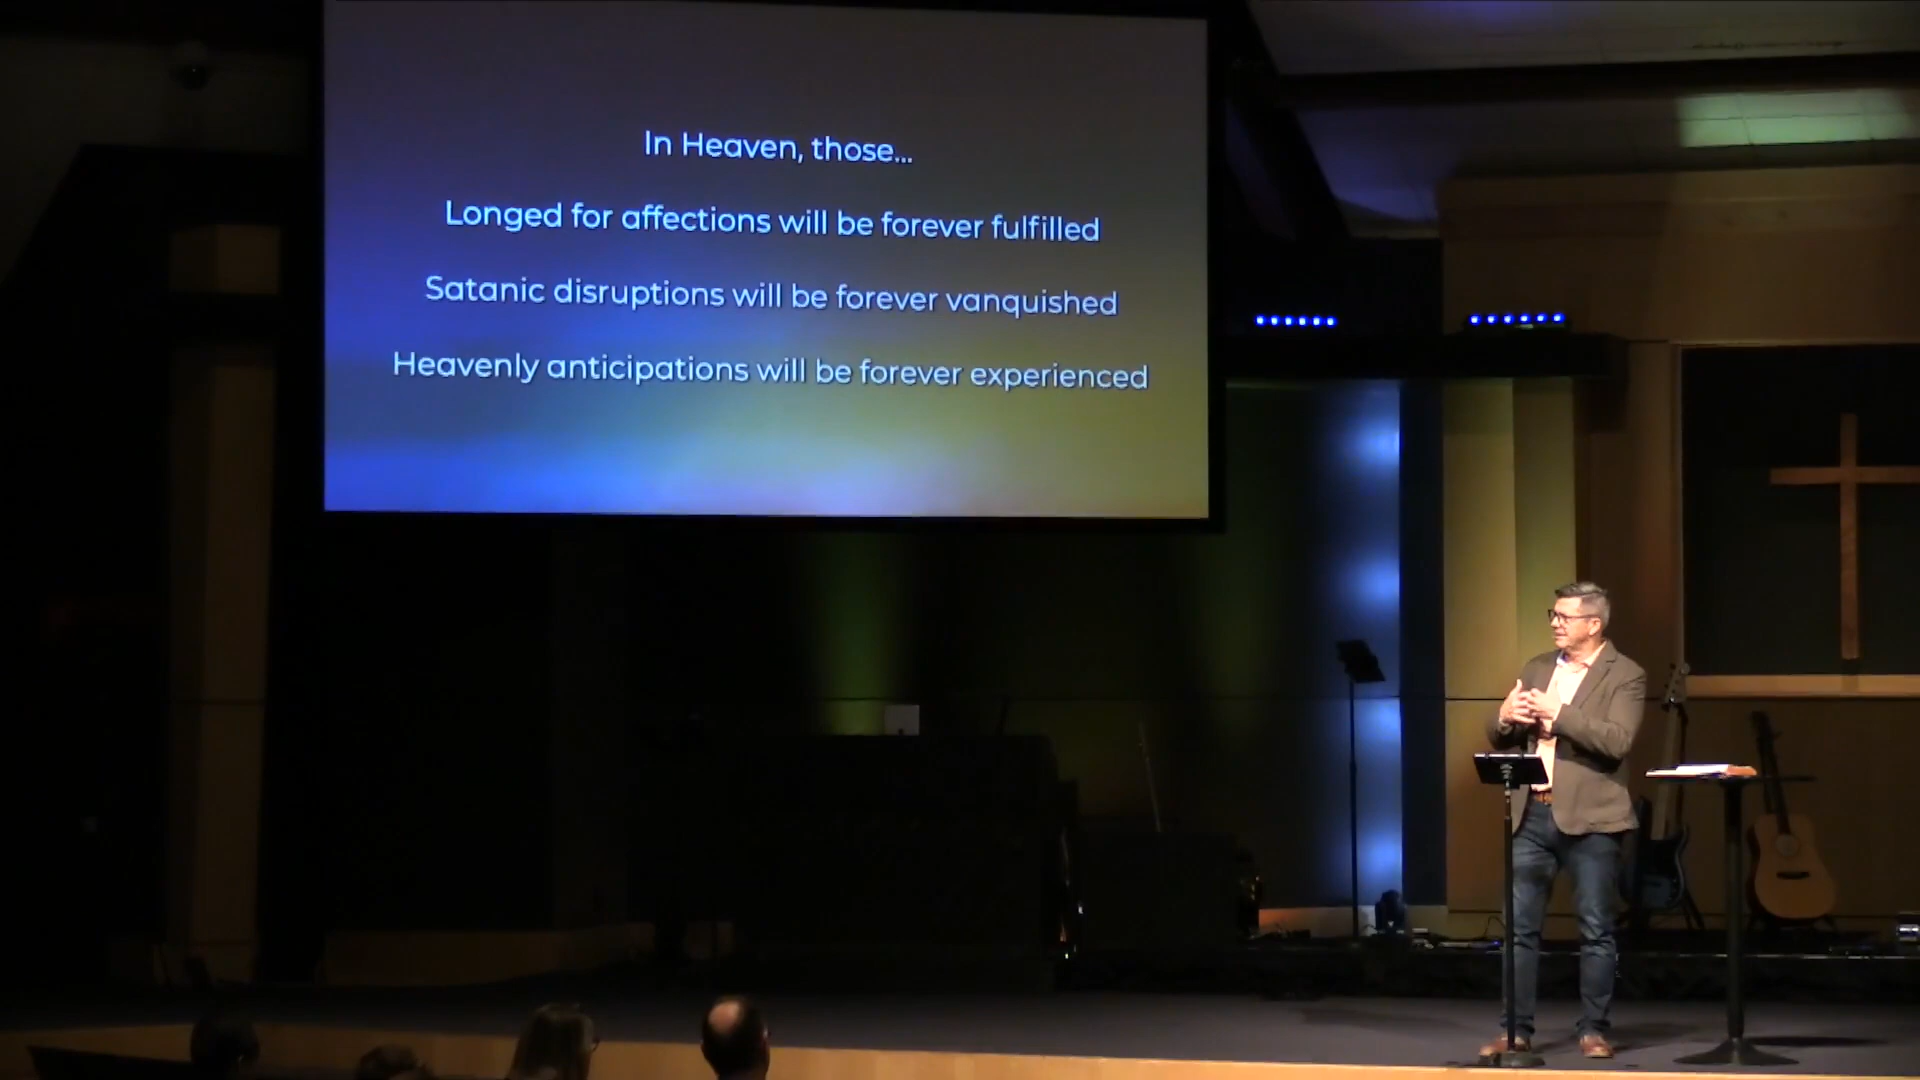 In Heaven, those...
Longed for affections will be forever fulfilled
Satanic disruptions will be forever vanquished
Heavenly anticipations will be forever experienced